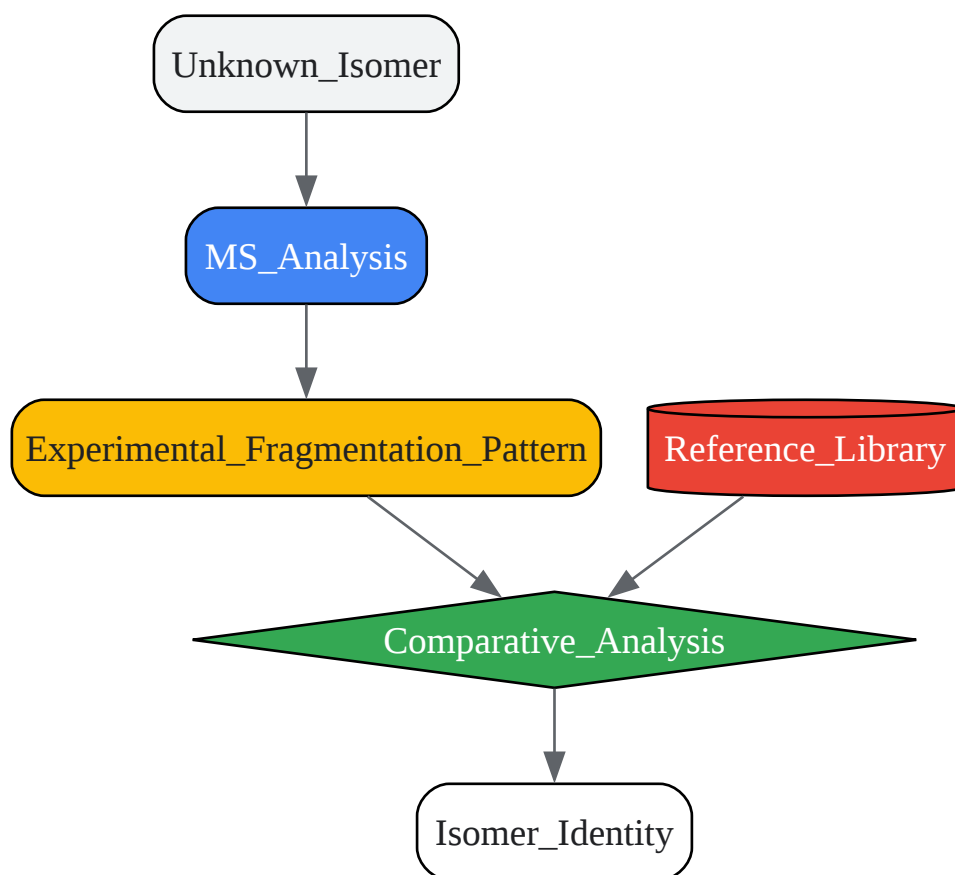 Unknown_Isomer
MS_Analysis
Experimental_Fragmentation_Pattern
Reference_Library
Comparative_Analysis
Isomer_Identity